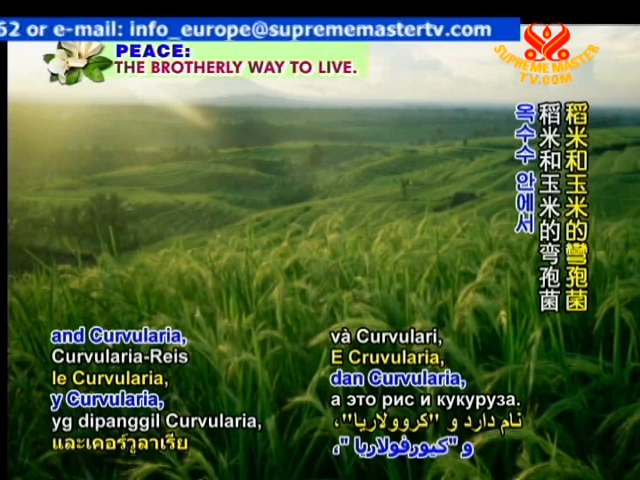 62 or e-mail: info_europe@suprememastertv.com
PEACE:
THE BROTHERLY WAY TO LIVE.
SUPREME MASTER
TV.COM
稻米和玉米的彎孢菌
稻米和玉米的弯孢菌
옥수수 안에서
and Curvularia,
Curvularia-Reis
le Curvularia,
y Curvularia,
yg dipanggil Curvularia,
และเคอร์วูลาเรีย
và Curvulari,
E Cruvularia,
dan Curvularia,
а это рис и кукуруза.
نام دارد و "کروولاریا"،
و "كيورفولاريا "،